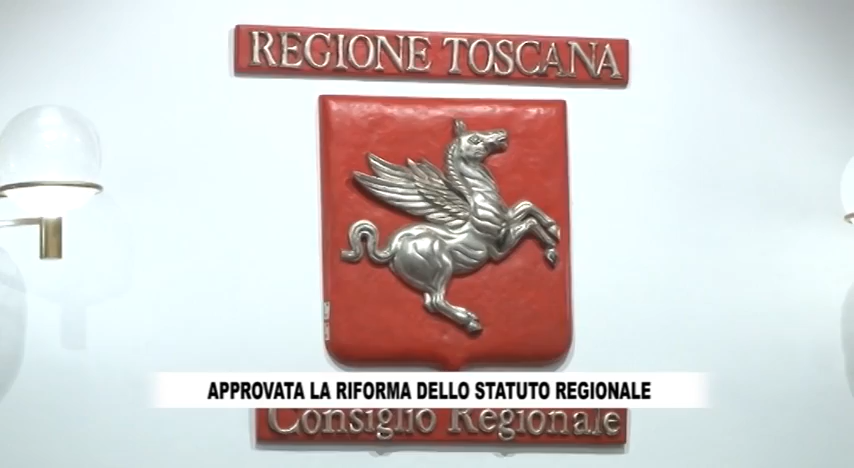 REGIONE TOSCANA
APPROVATA LA RIFORMA DELLO STATUTO REGIONALE
Consiglio Regionale